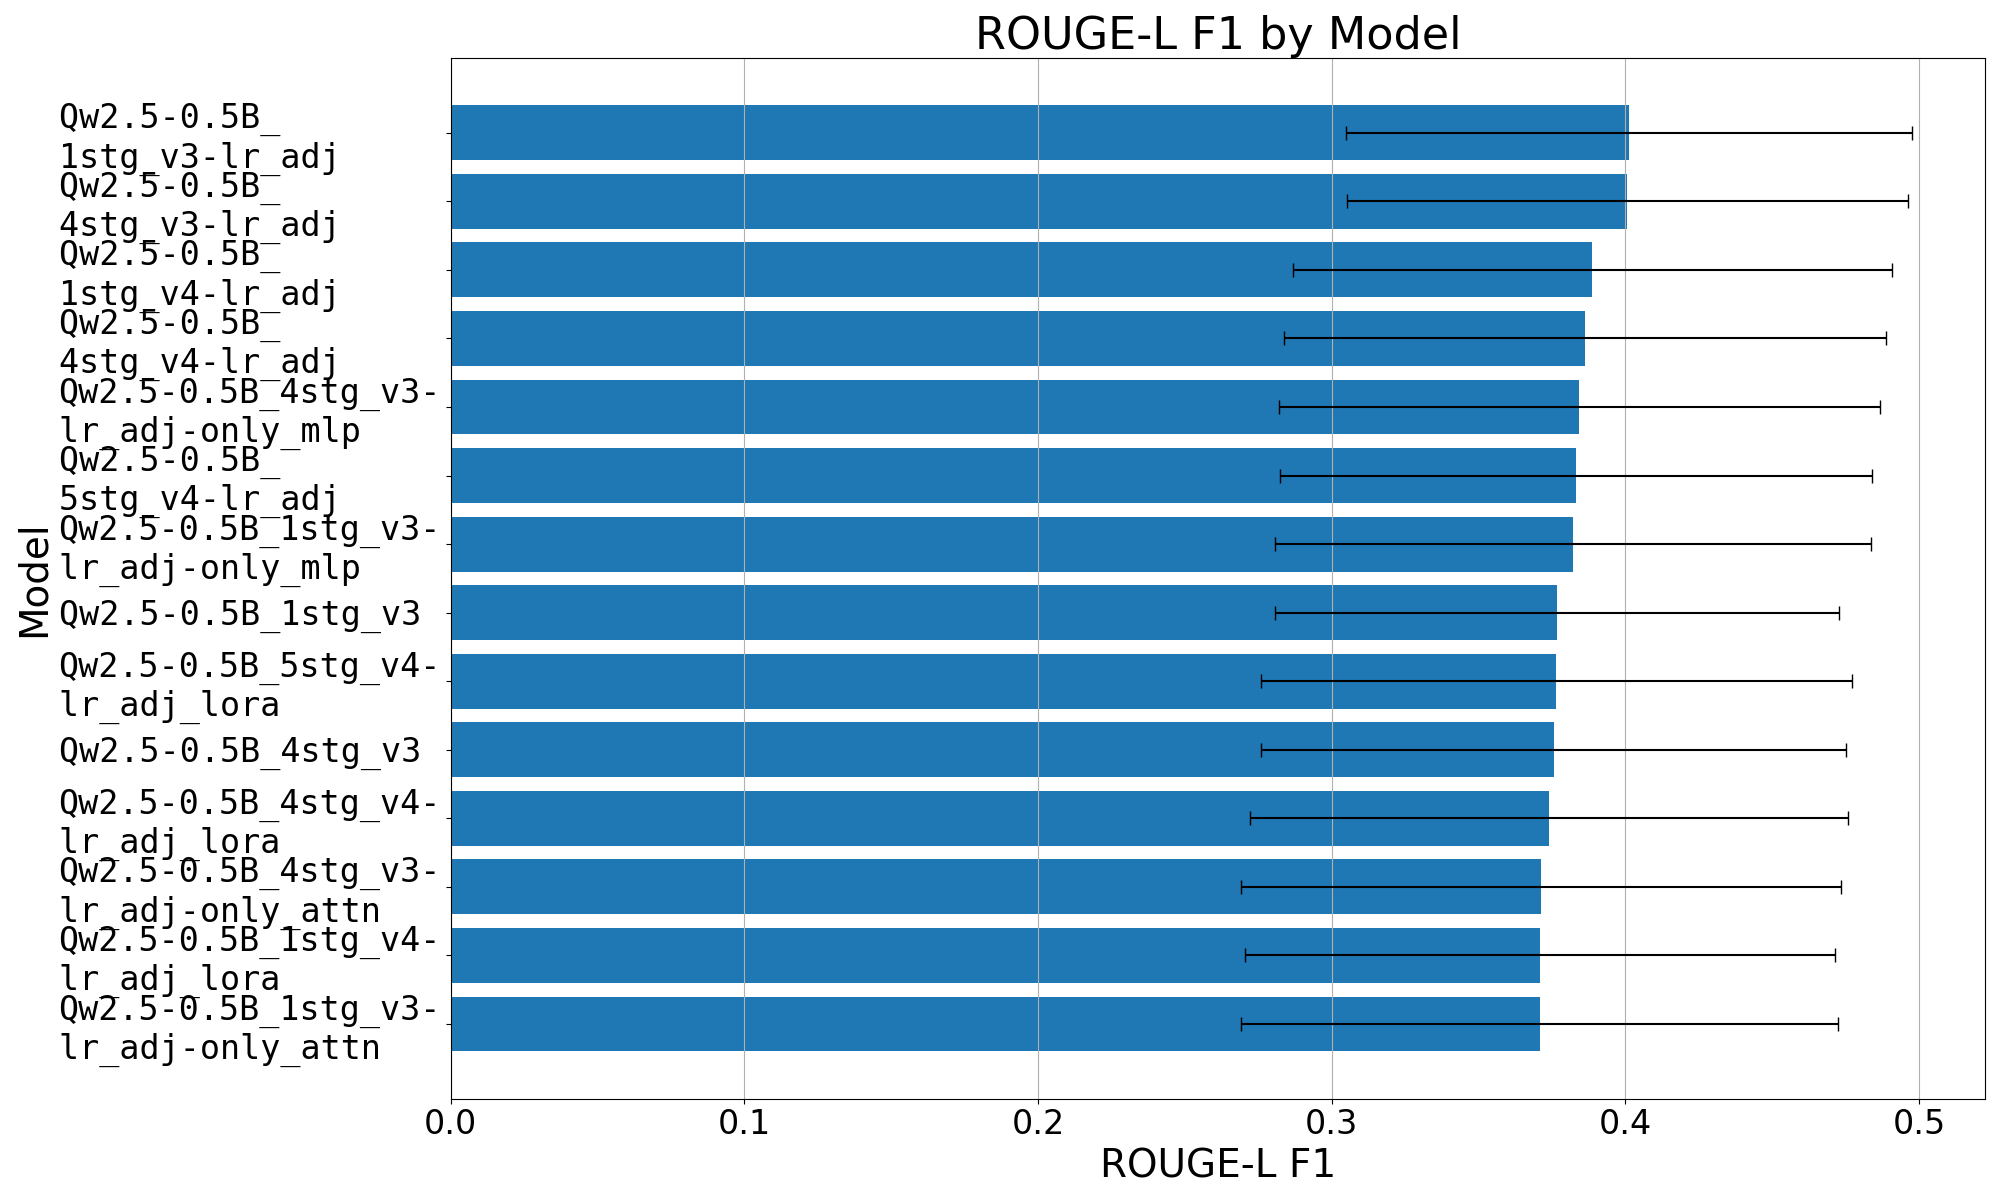 ROUGE-L F1 by Model
Qw2.5-0.5B_
1stg_v3-lr_adj
Qw2.5-0.5B_
4stg_v3-lr_adj
Qw2.5-0.5B_
1stg_v4-lr_adj
Qw2.5-0.5B_
4stg_v4-lr_adj
Qw2.5-0.5B_4stg_v3-
lr_adj-only_mlp
Qw2.5-0.5B_
5stg_v4-lr_adj
Qw2.5-0.5B_1stg_v3-
lr_adj-only_mlp
Qw2.5-0.5B_1stg_v3
Qw2.5-0.5B_5stg_v4-
lr_adj_lora
Qw2.5-0.5B_4stg_v3
Qw2.5-0.5B_4stg_v4-
lr_adj_lora
Qw2.5-0.5B_4stg_v3-
lr_adj-only_attn
Qw2.5-0.5B_1stg_v4-
lr_adj_lora
Qw2.5-0.5B_1stg_v3-
lr_adj-only_attn
Model
0.0 0.1 0.2 0.3 0.4 0.5
ROUGE-L F1